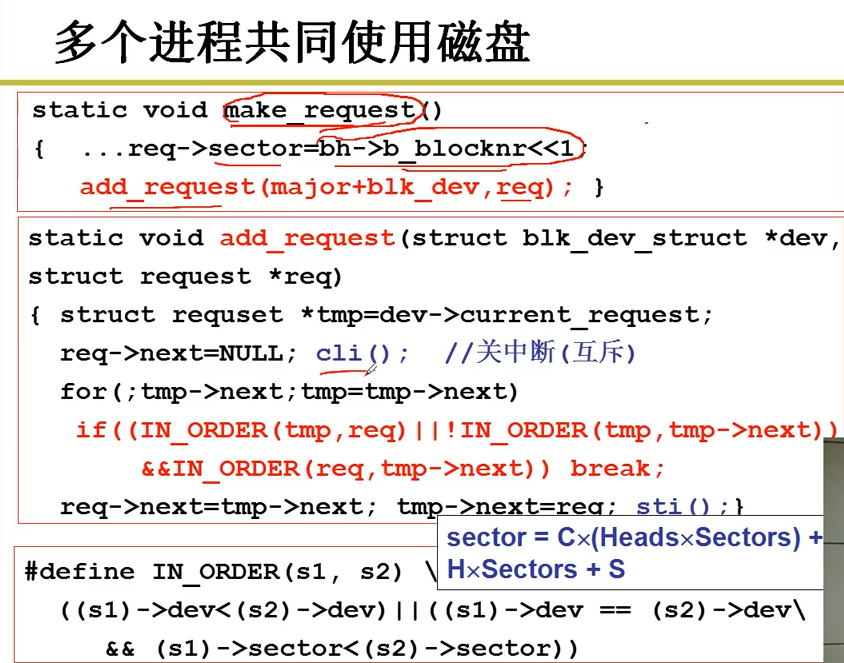 多个进程共同使用磁盘
static void make_request()
{ ...req->sector=bh->b_blocknr<<1;
add_request(major+blk_dev,req); }
static void add_request(struct blk_dev_struct *dev,
struct request *req)
{ struct requset *tmp=dev->current_request;
req->next=NULL; cli(); //关中断(互斥)
for(;tmp->next;tmp=tmp->next)
if((IN_ORDER(tmp,req)||!IN_ORDER(tmp,tmp->next))
&&IN_ORDER(req,tmp->next)) break;
req->next=tmp->next; tmp->next=req; sti();}
sector = C×(Heads×Sectors) +
H×Sectors + S
#define IN_ORDER(s1, s2) \
((s1)->dev<(s2)->dev)||((s1)->dev == (s2)->dev\
&& (s1)->sector<(s2)->sector))